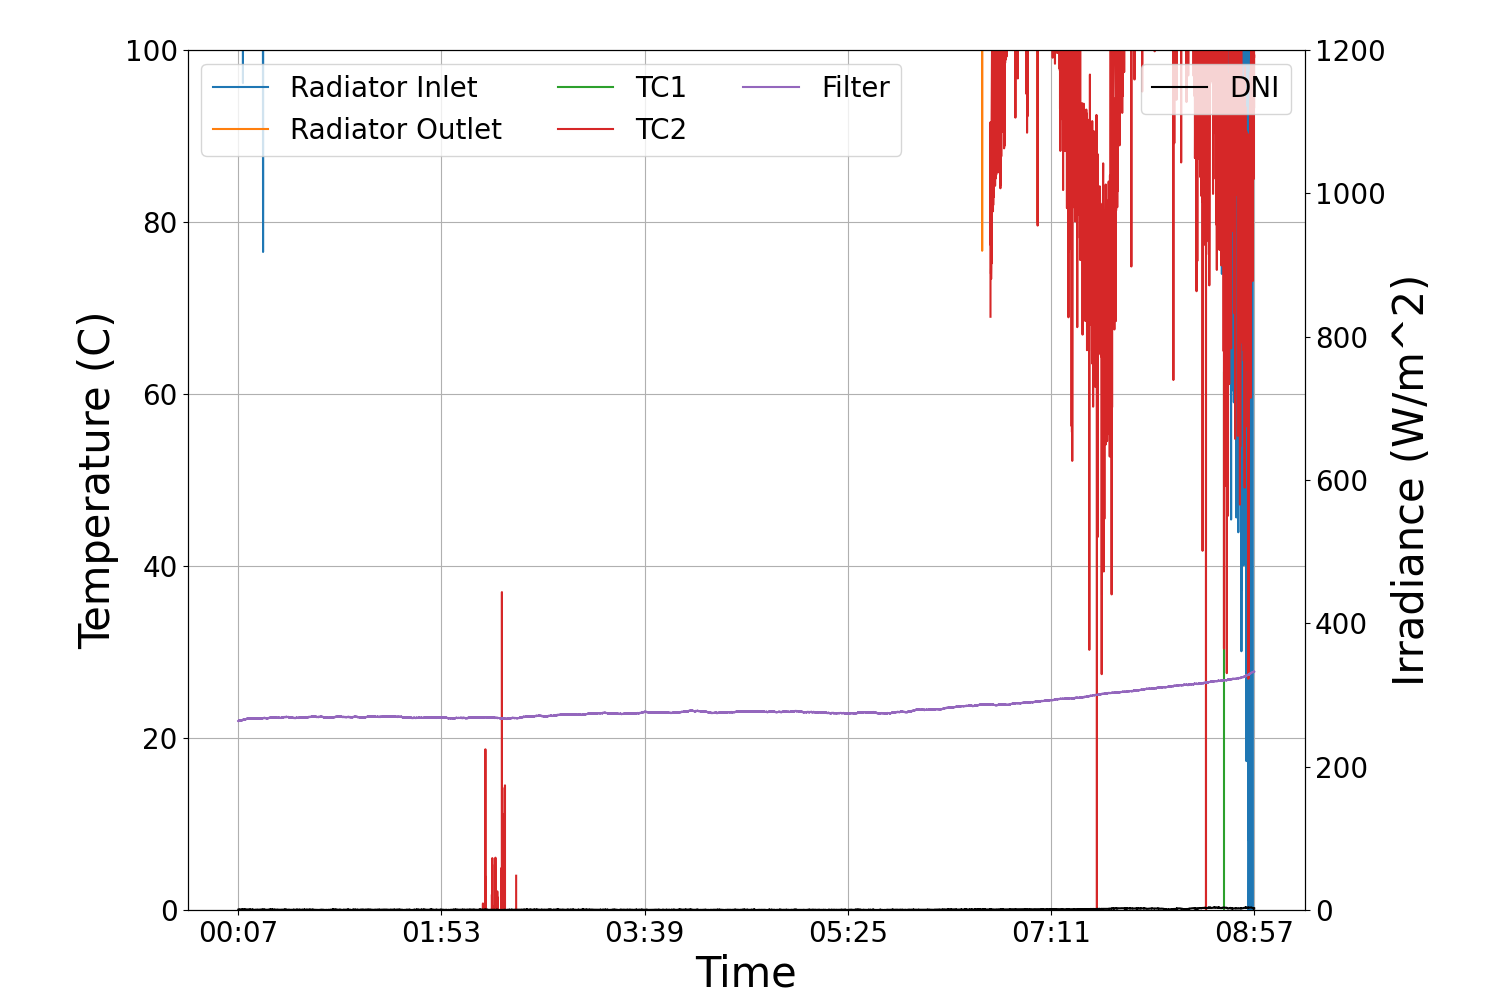 Radiator Inlet
Radiator Outlet
TC1
TC2
Filter
DNI
Temperature (C)
100
80
60
40
20
0
Irradiance (W/m^2)
1200
1000
800
600
400
200
0
00:07 01:53 03:39 05:25 07:11 08:57
Time